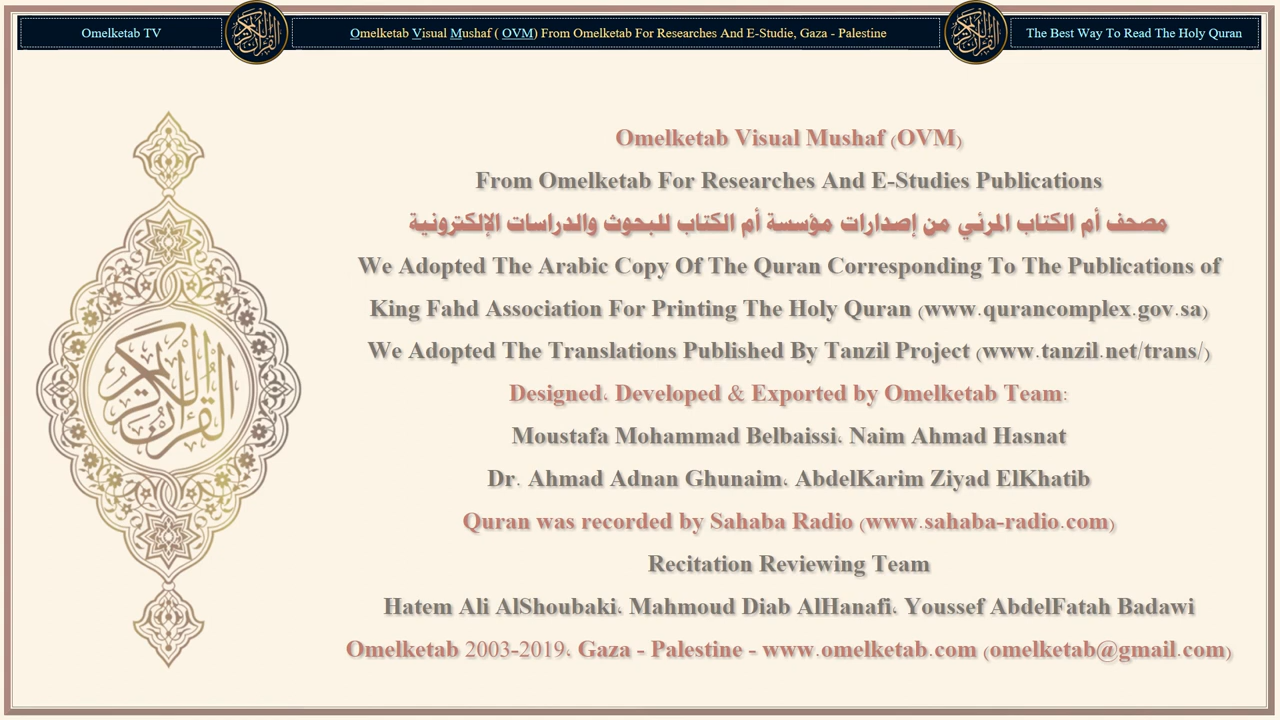 Omelketab TV
Omelketab Visual Mushaf ( OVM) From Omelketab For Researches And E-Studie, Gaza - Palestine
The Best Way To Read The Holy Quran
Omelketab Visual Mushaf (OVM)
From Omelketab For Researches And E-Studies Publications
مصحف أم الكتاب المرئي من إصدارات مؤسسة أم الكتاب للبحوث والدراسات الإلكترونية
We Adopted The Arabic Copy Of The Quran Corresponding To The Publications of
King Fahd Association For Printing The Holy Quran (www.qurancomplex.gov.sa)
We Adopted The Translations Published By Tanzil Project (www.tanzil.net/trans/)
Designed، Developed & Exported by Omelketab Team:
Moustafa Mohammad Belbaissi، Naim Ahmad Hasnat
Dr. Ahmad Adnan Ghunaim، AbdelKarim Ziyad ElKhatib
Quran was recorded by Sahaba Radio (www.sahaba-radio.com)
Recitation Reviewing Team
Hatem Ali AlShoubaki، Mahmoud Diab AlHanafi، Youssef AbdelFatah Badawi
Omelketab 2003-2019، Gaza - Palestine - www.omelketab.com (omelketab@gmail.com)
القرآن الكريم